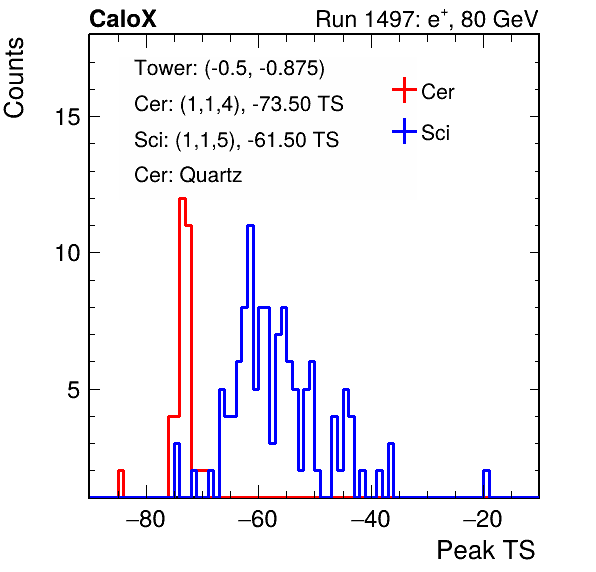 CaloX Run 1497: e⁺, 80 GeV
Counts
Tower: (-0.5, -0.875)
Cer: (1,1,4), -73.50 TS
Sci: (1,1,5), -61.50 TS
Cer: Quartz
Cer
Sci
15
10
5
−80 −60 −40 −20
Peak TS